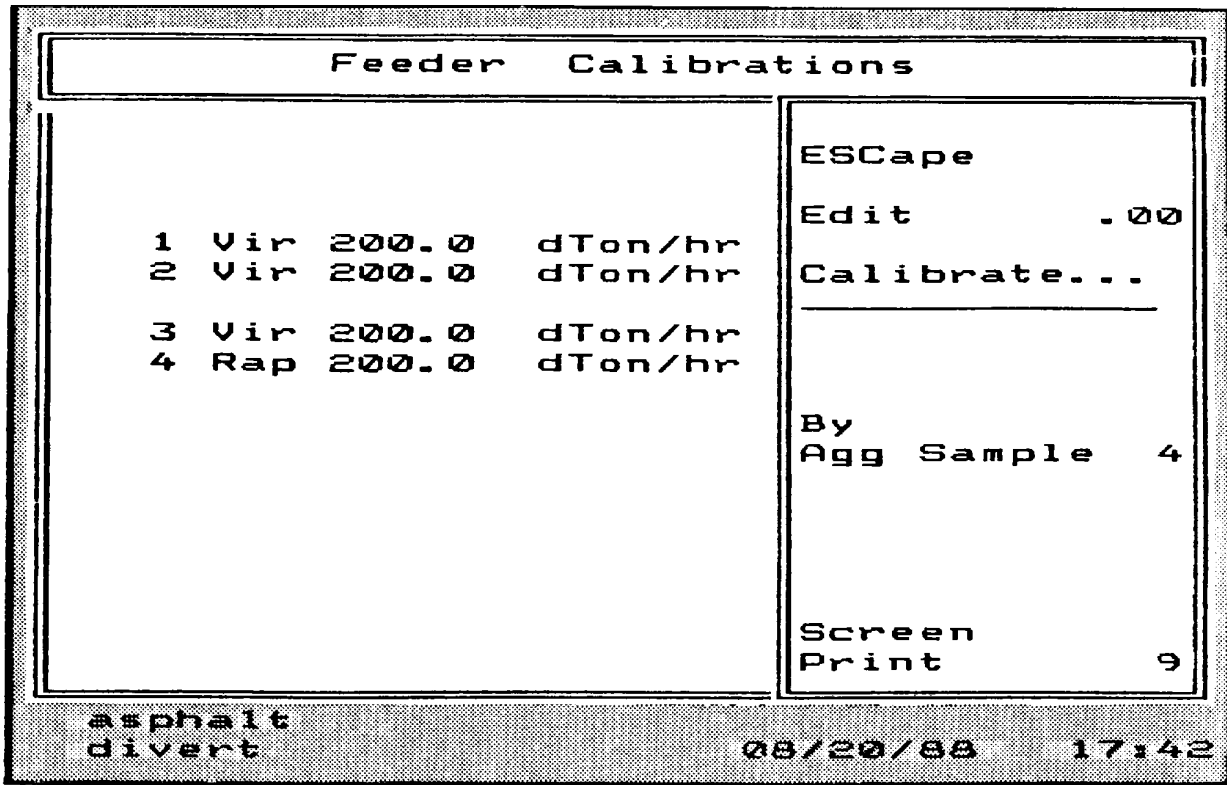 Feeder Calibrations
1 Vir 200.0 dTon/hr
2 Vir 200.0 dTon/hr
3 Vir 200.0 dTon/hr
4 Rap 200.0 dTon/hr
ESCape
Edit .00
Calibrate...
By
Agg Sample 4
Screen
Print 9
asphalt
divert 08/20/88 17:42